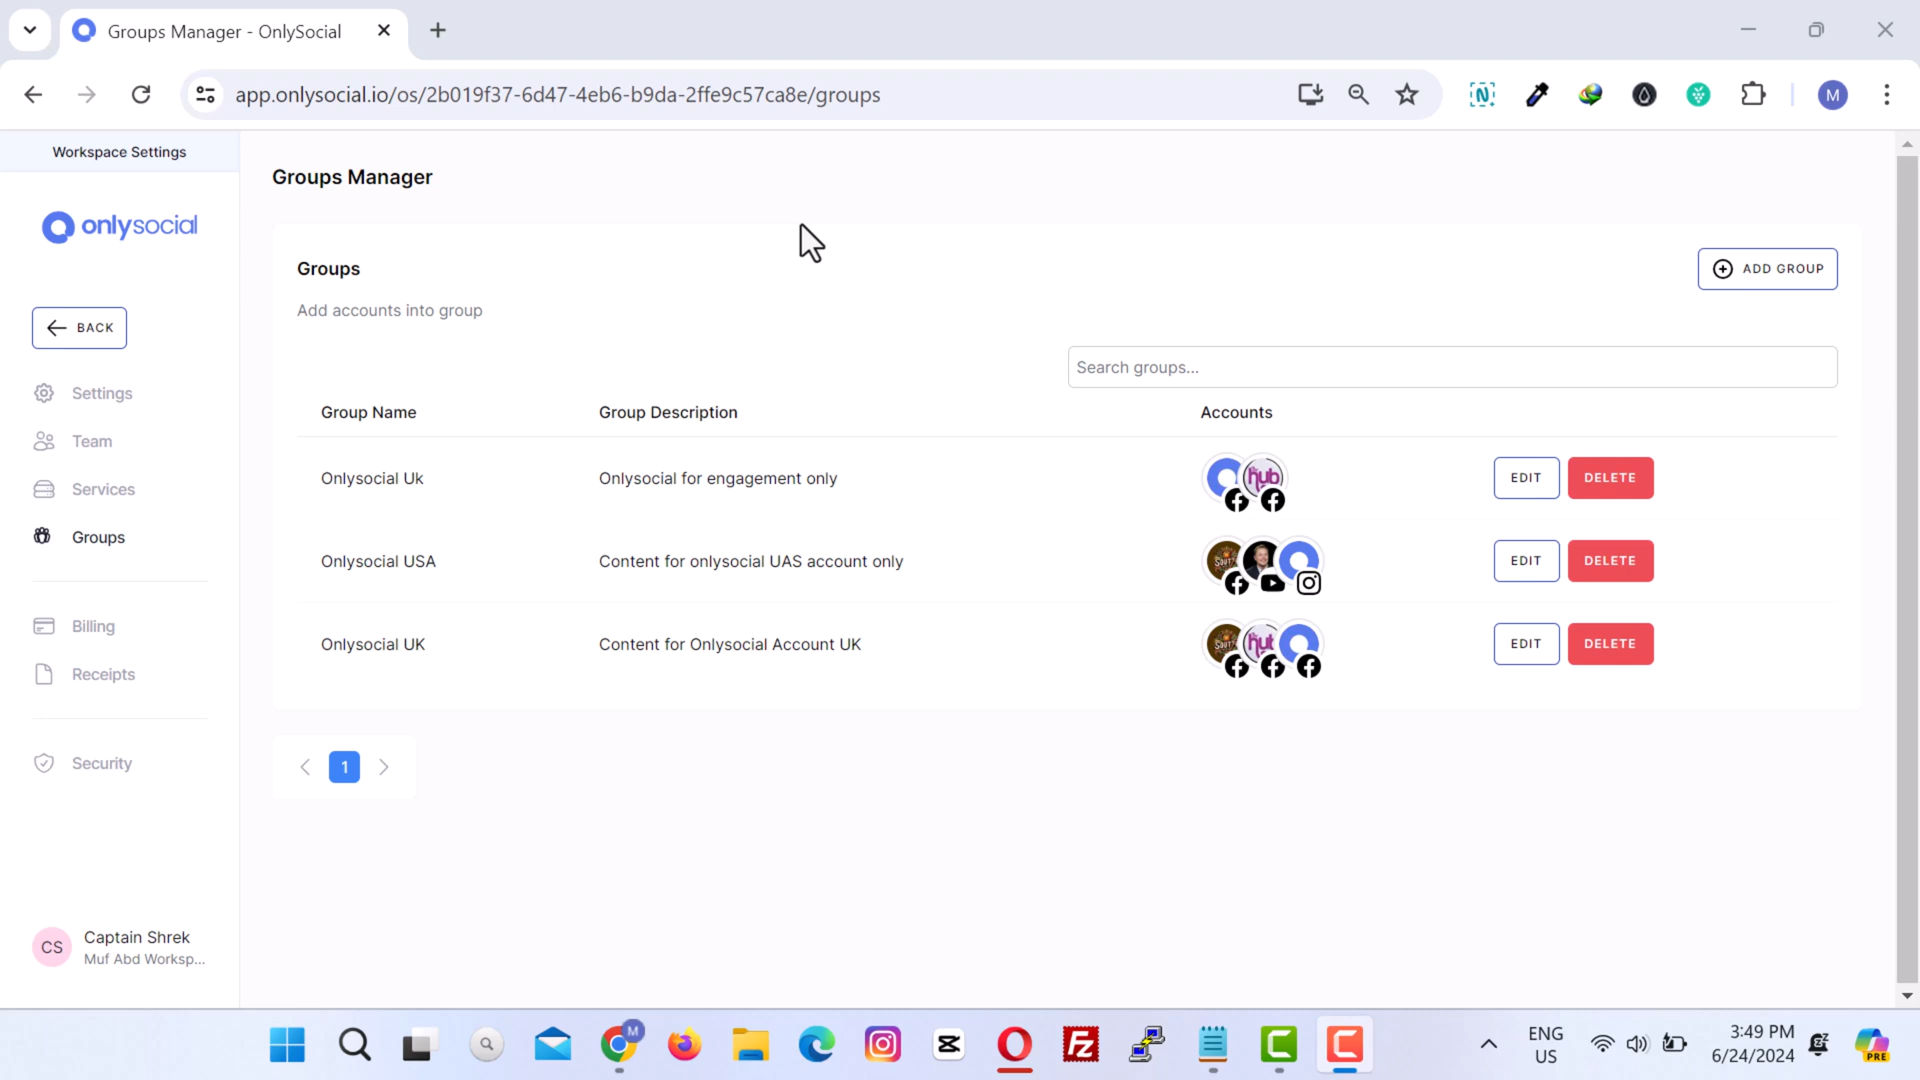 Groups Manager - OnlySocial
app.onlysocial.io/os/2b019f37-6d47-4eb6-b9da-2ffe9c57ca8e/groups
M
Workspace Settings
onlysocial
BACK
Settings
Team
Services
Groups
Billing
Receipts
Security
CS
Captain Shrek
Muf Abd Worksp...
Groups Manager
Groups
Add accounts into group
ADD GROUP
Search groups...
Group Name Group Description Accounts
Onlysocial Uk Onlysocial for engagement only hub EDIT DELETE
Onlysocial USA Content for onlysocial UAS account only EDIT DELETE
Onlysocial UK Content for Onlysocial Account UK EDIT DELETE
1
M
ENG
US
3:49 PM
6/24/2024
PRE